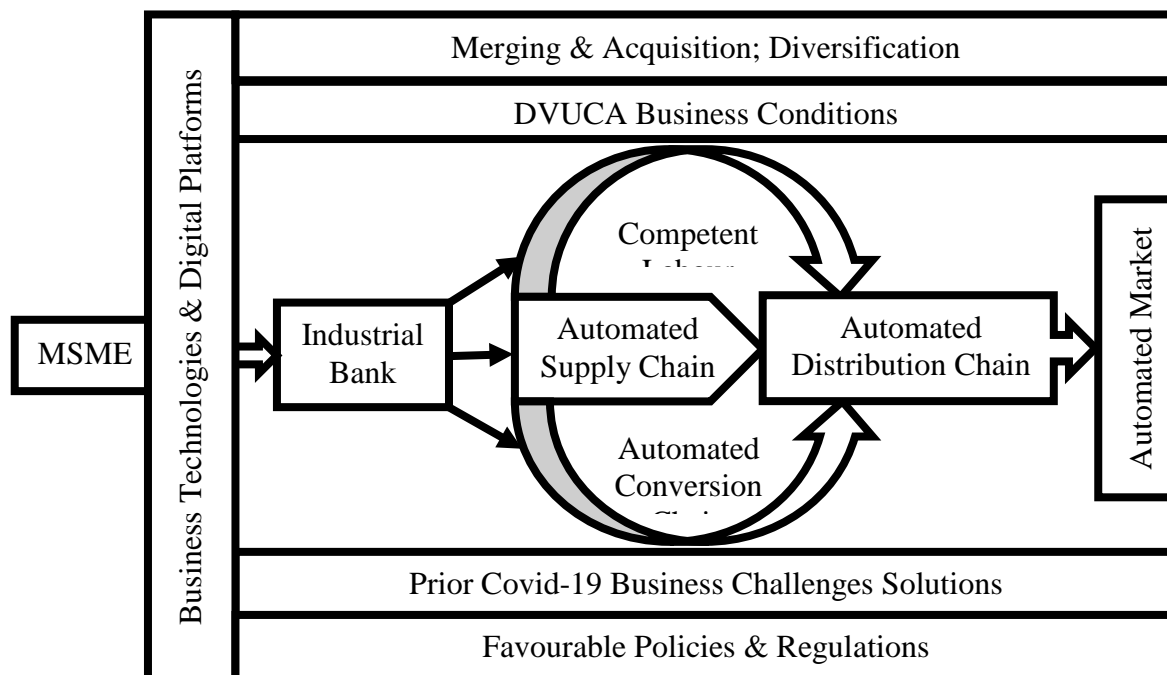 Merging & Acquisition; Diversification
DVUCA Business Conditions
Business Technologies & Digital Platforms
MSME
Industrial
Bank
Competent
Automated
Supply Chain
Automated
Distribution Chain
Automated Market
Automated
Conversion
Prior Covid-19 Business Challenges Solutions
Favourable Policies & Regulations